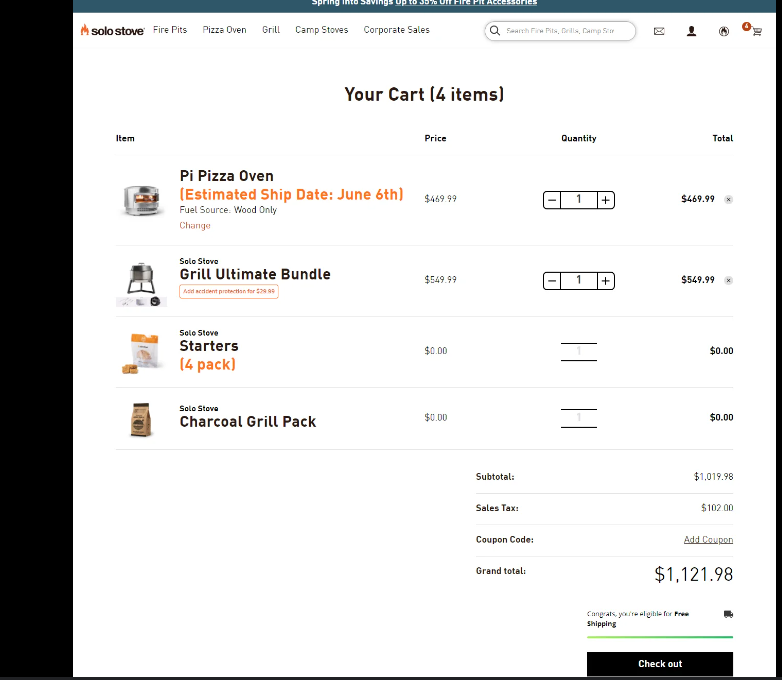 Spring into Savings Up to 35% Off Fire Pit Accessories
solo stove
Fire Pits
Pizza Oven
Grill
Camp Stoves
Corporate Sales
Search Fire Pits, Grills, Camp Stov
4
Your Cart (4 items)
Item
Price
Quantity
Total
Pi Pizza Oven
(Estimated Ship Date: June 6th)
Fuel Source: Wood Only
Change
$469.99
1
$469.99
Solo Stove
Grill Ultimate Bundle
Add accident protection for $39.99
$549.99
1
$549.99
Solo Stove
Starters
(4 pack)
$0.00
1
$0.00
Solo Stove
Charcoal Grill Pack
$0.00
1
$0.00
Subtotal:
$1,019.98
Sales Tax:
$102.00
Coupon Code:
Add Coupon
Grand total:
$1,121.98
Congrats, you're eligible for Free
Shipping
Check out